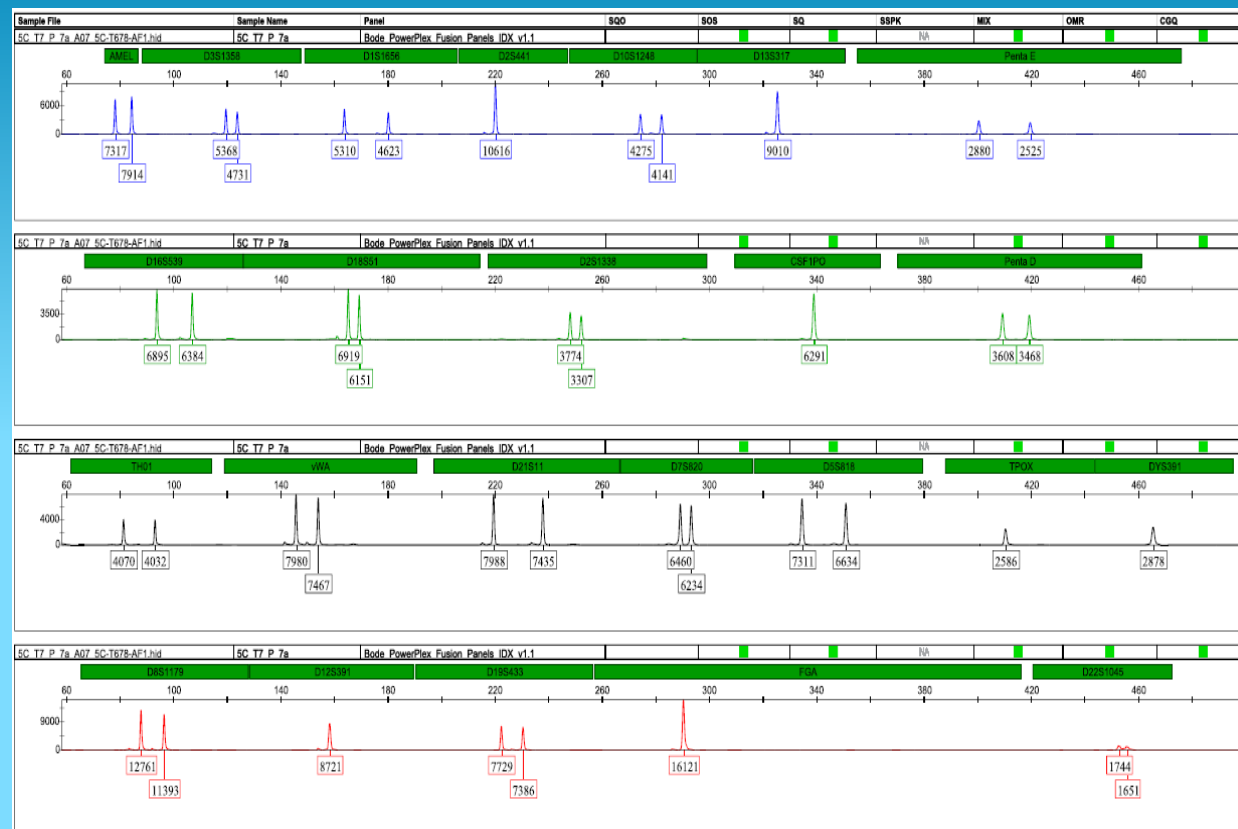 Sample File Sample Name Panel SQO SOS SQ SSPK MIX OMR CGQ
5C_T7_P_7a_A07_5C-T678-AF1.hid 5C_T7_P_7a Bode_PowerPlex_Fusion_Panels_IDX_v1.1 NA
AMEL D3S1358 D1S1656 D2S441 D10S1248 D13S317 Penta E
60 100 140 180 220 260 300 340 380 420 460
6000
0
7317 5368 5310 4623 10616 4275 9010 2880 2525
7914 4731 4141
5C_T7_P_7a_A07_5C-T678-AF1.hid 5C_T7_P_7a Bode_PowerPlex_Fusion_Panels_IDX_v1.1 NA
D16S539 D18S51 D2S1338 CSF1PO Penta D
60 100 140 180 220 260 300 340 380 420 460
3500
0
6895 6384 6919 3774 6291 3608 3468
6151 3307
5C_T7_P_7a_A07_5C-T678-AF1.hid 5C_T7_P_7a Bode_PowerPlex_Fusion_Panels_IDX_v1.1 NA
TH01 vWA D21S11 D7S820 D5S818 TPOX DYS391
60 100 140 180 220 260 300 340 380 420 460
4000
0
4070 4032 7980 7988 7435 6460 7311 6634 2586 2878
7467 6234
5C_T7_P_7a_A07_5C-T678-AF1.hid 5C_T7_P_7a Bode_PowerPlex_Fusion_Panels_IDX_v1.1 NA
D8S1179 D12S391 D19S433 FGA D22S1045
60 100 140 180 220 260 300 340 380 420 460
9000
0
12761 8721 7729 16121 1744
11393 7386 1651